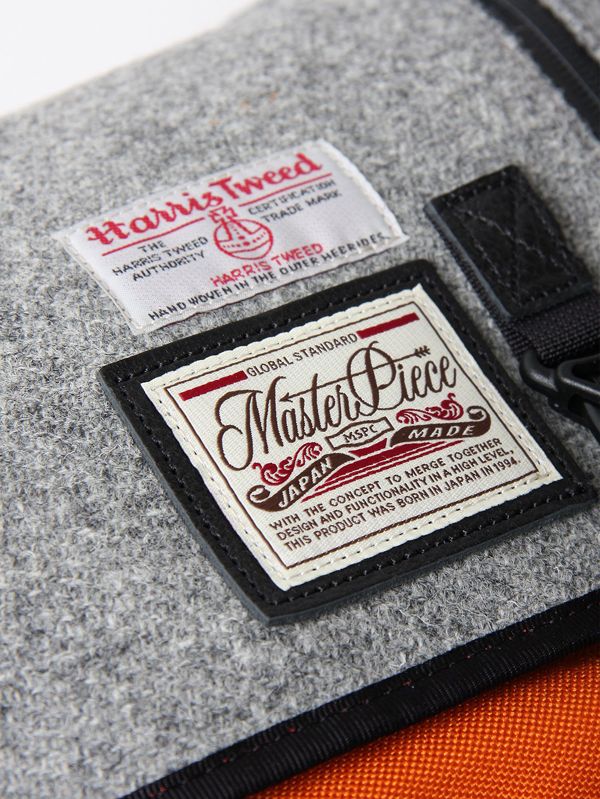 Harris Tweed
THE
HARRIS TWEED
AUTHORITY
CERTIFICATION
TRADE MARK
HARRIS TWEED
HAND WOVEN IN THE OUTER HEBRIDES
GLOBAL STANDARD
Master Piece
MSPC
JAPAN MADE
WITH THE CONCEPT TO MERGE TOGETHER
DESIGN AND FUNCTIONALITY IN A HIGH LEVEL,
THIS PRODUCT WAS BORN IN JAPAN IN 1994.